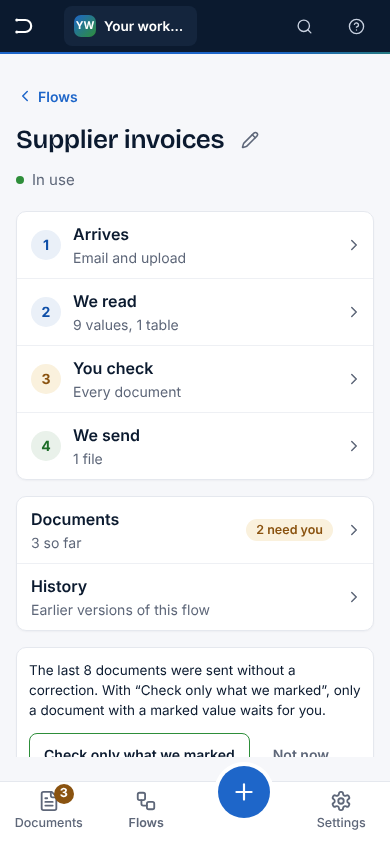 YW Your work...
Flows
Supplier invoices
In use
1 Arrives
Email and upload
2 We read
9 values, 1 table
3 You check
Every document
4 We send
1 file
Documents
3 so far
2 need you
History
Earlier versions of this flow
The last 8 documents were sent without a
correction. With “Check only what we marked”, only
a document with a marked value waits for you.
Check only what we marked Not now
3
Documents Flows Settings